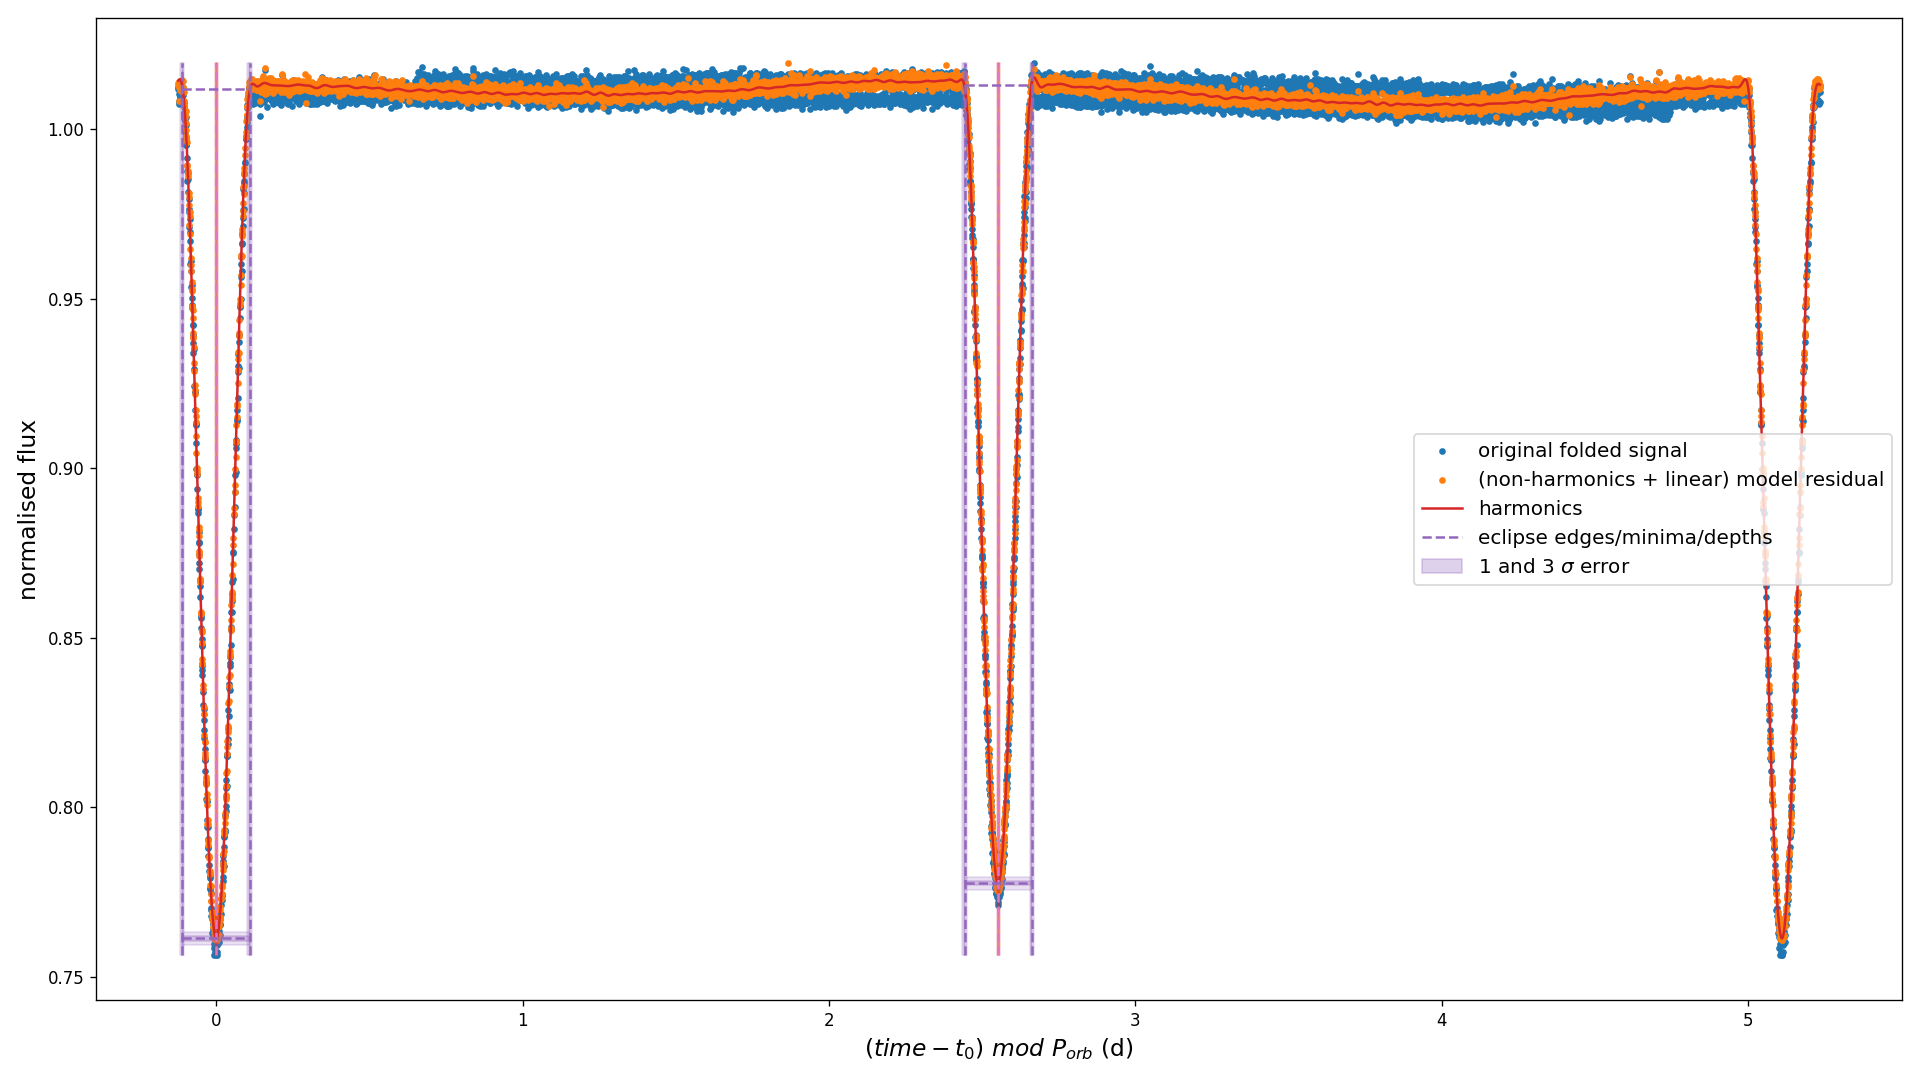 normalised flux
1.00
0.95
0.90
0.85
0.80
0.75
original folded signal
(non-harmonics + linear) model residual
harmonics
eclipse edges/minima/depths
1 and 3 σ error
0 1 2 3 4 5
(time − t₀) mod Pₒᵣb (d)